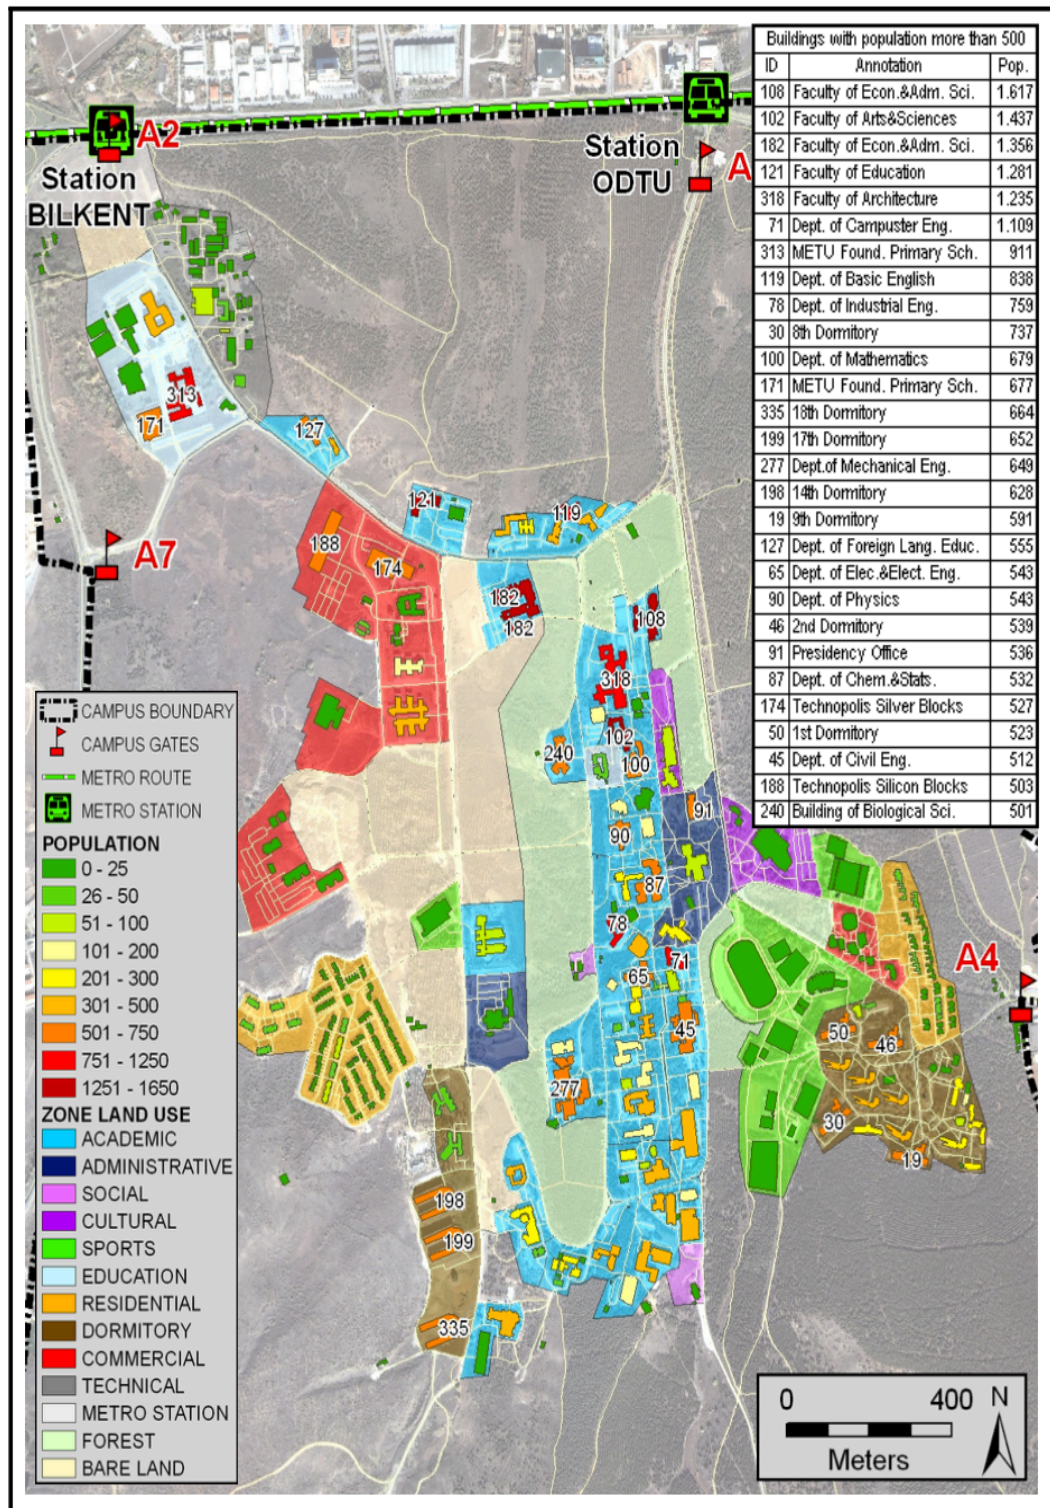 Buildings with population more than 500
ID Annotation Pop.
108 Faculty of Econ.&Adm. Sci. 1.617
102 Faculty of Arts&Sciences 1.437
182 Faculty of Econ.&Adm. Sci. 1.356
121 Faculty of Education 1.281
318 Faculty of Architecture 1.235
71 Dept. of Campuster Eng. 1.109
313 METU Found. Primary Sch. 911
119 Dept. of Basic English 838
78 Dept. of Industrial Eng. 759
30 8th Dormitory 737
100 Dept. of Mathematics 679
171 METU Found. Primary Sch. 677
335 18th Dormitory 664
199 17th Dormitory 652
277 Dept.of Mechanical Eng. 649
198 14th Dormitory 628
19 9th Dormitory 591
127 Dept. of Foreign Lang. Educ. 555
65 Dept. of Elec.&Elect. Eng. 543
90 Dept. of Physics 543
46 2nd Dormitory 539
91 Presidency Office 536
87 Dept. of Chem.&Stats. 532
174 Technopolis Silver Blocks 527
50 1st Dormitory 523
45 Dept. of Civil Eng. 512
188 Technopolis Silicon Blocks 503
240 Building of Biological Sci. 501
A2
Station
BILKENT
Station
ODTU
A
313
171
127
121
119
A7
188
174
182
182
108
318
102
240
100
91
90
87
78
71
65
A4
45
50
46
277
30
19
198
199
335
CAMPUS BOUNDARY
CAMPUS GATES
METRO ROUTE
METRO STATION
POPULATION
0 - 25
26 - 50
51 - 100
101 - 200
201 - 300
301 - 500
501 - 750
751 - 1250
1251 - 1650
ZONE LAND USE
ACADEMIC
ADMINISTRATIVE
SOCIAL
CULTURAL
SPORTS
EDUCATION
RESIDENTIAL
DORMITORY
COMMERCIAL
TECHNICAL
METRO STATION
FOREST
BARE LAND
0 400 N
Meters